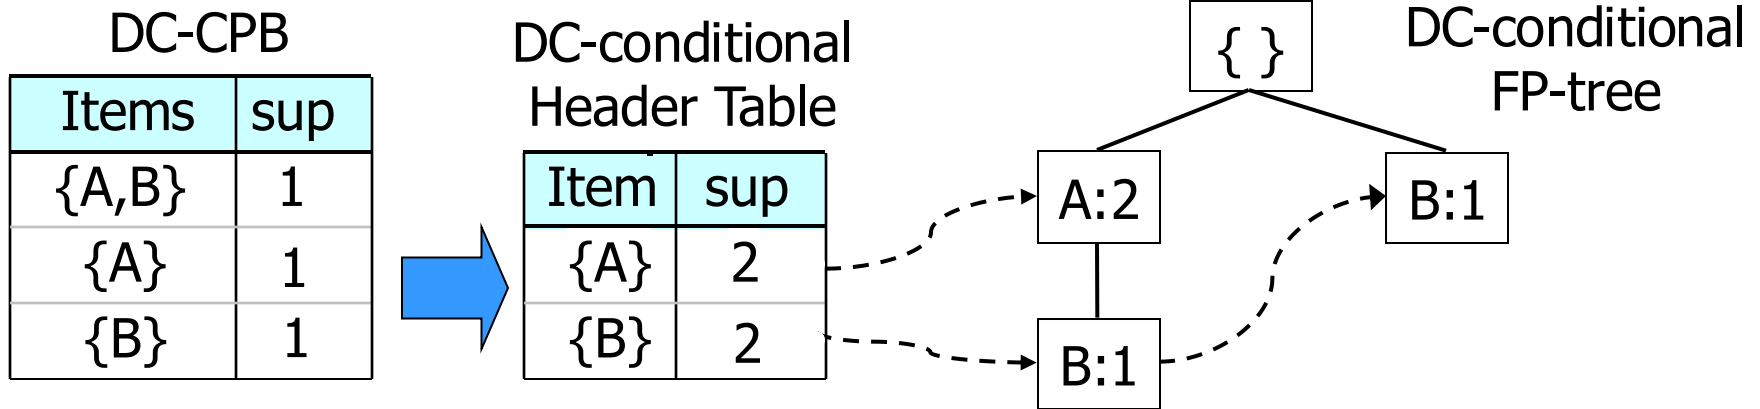 DC-CPB
Items sup
{A,B} 1
{A} 1
{B} 1
DC-conditional
Header Table
Item sup
{A} 2
{B} 2
{ }
A:2
B:1
B:1
DC-conditional
FP-tree